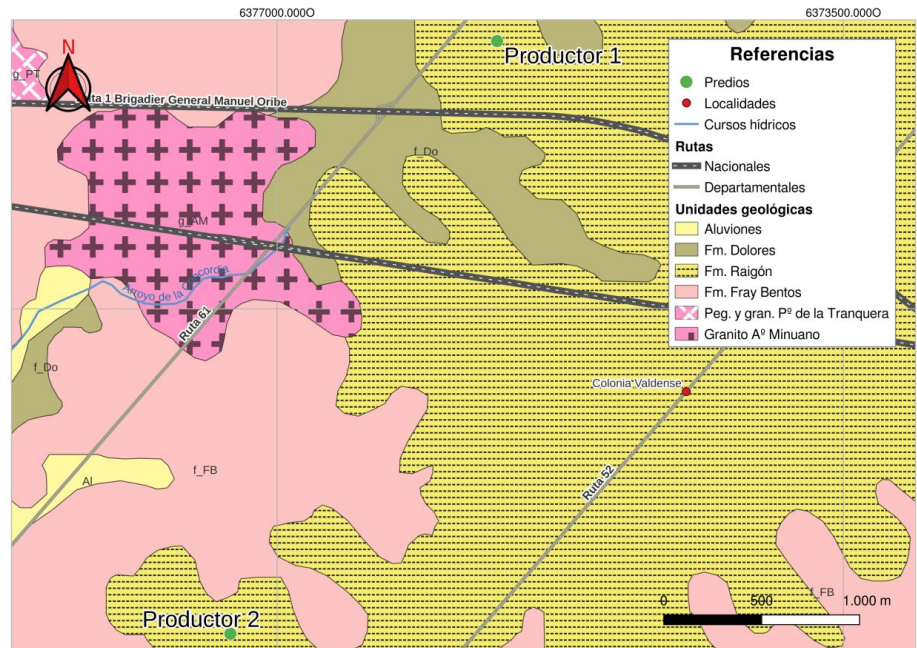 6377000.000O
6373500.000O
N
g_PT
Ruta 1 Brigadier General Manuel Oribe
Productor 1
f_Do
g_AM
Arroyo de la Concordia
Ruta 61
f_Do
Colonia Valdense
f_FB
Al
Ruta 52
Productor 2
f_FB
Referencias
Predios
Localidades
Cursos hídricos
Rutas
Nacionales
Departamentales
Unidades geológicas
Aluviones
Fm. Dolores
Fm. Raigón
Fm. Fray Bentos
Peg. y gran. Pº de la Tranquera
Granito Aº Minuano
0 500 1.000 m